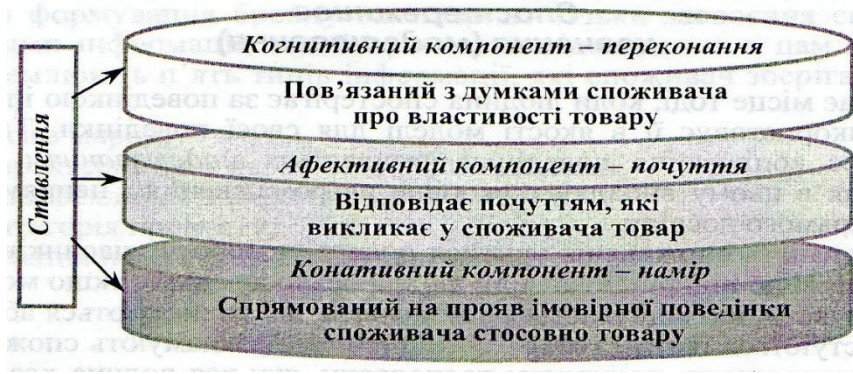 Ставлення
Когнитивний компонент – переконання
Пов’язаний з думками споживача
про властивості товару
Афективний компонент – почуття
Відповідає почуттям, які
викликає у споживача товар
Конативний компонент – намір
Спрямований на прояв імовірної поведінки
споживача стосовно товару